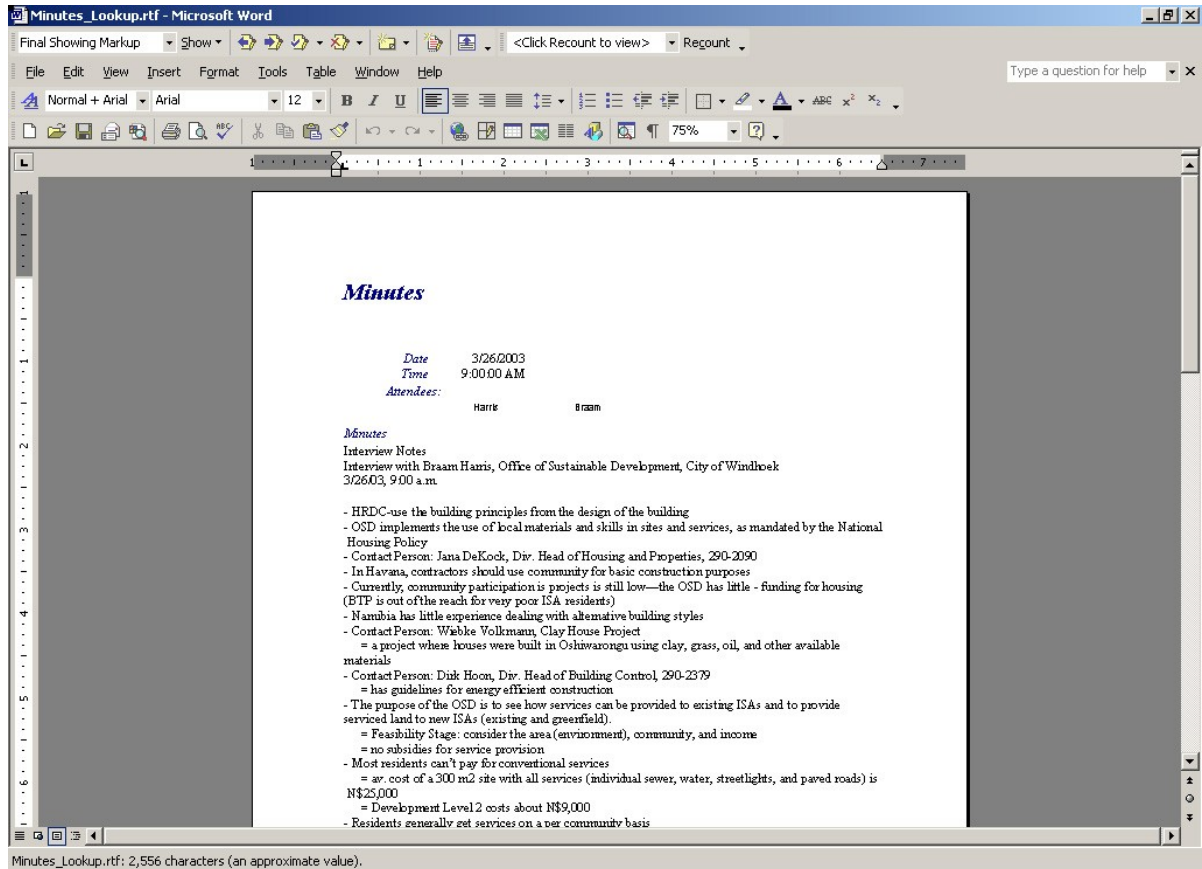 Minutes_Lookup.rtf - Microsoft Word
Final Showing Markup Show <Click Recount to view> Recount
File Edit View Insert Format Tools Table Window Help Type a question for help
Normal + Arial Arial 12 B I U ABC x² x₂
75%
1 1 2 3 4 5 6 7
Minutes
Date 3/26/2003
Time 9:00:00 AM
Attendees:
Harris Braam
Minutes
Interview Notes
Interview with Braam Harris, Office of Sustainable Development, City of Windhoek
3/26/03, 9:00 a.m.
- HRDC-use the building principles from the design of the building
- OSD implements the use of local materials and skills in sites and services, as mandated by the National
Housing Policy
- Contact Person: Jana DeKock, Div. Head of Housing and Properties, 290-2090
- In Havana, contractors should use community for basic construction purposes
- Currently, community participation is projects is still low—the OSD has little - funding for housing
(BTP is out of the reach for very poor ISA residents)
- Namibia has little experience dealing with alternative building styles
- Contact Person: Wiebke Volkmann, Clay House Project
= a project where houses were built in Oshiwarongu using clay, grass, oil, and other available
materials
- Contact Person: Dirk Hoon, Div. Head of Building Control, 290-2379
= has guidelines for energy efficient construction
- The purpose of the OSD is to see how services can be provided to existing ISAs and to provide
serviced land to new ISAs (existing and greenfield).
= Feasibility Stage: consider the area (environment), community, and income
= no subsidies for service provision
- Most residents can't pay for conventional services
= av. cost of a 300 m2 site with all services (individual sewer, water, streetlights, and paved roads) is
N$25,000
= Development Level 2 costs about N$9,000
- Residents generally get services on a per community basis
Minutes_Lookup.rtf: 2,556 characters (an approximate value).